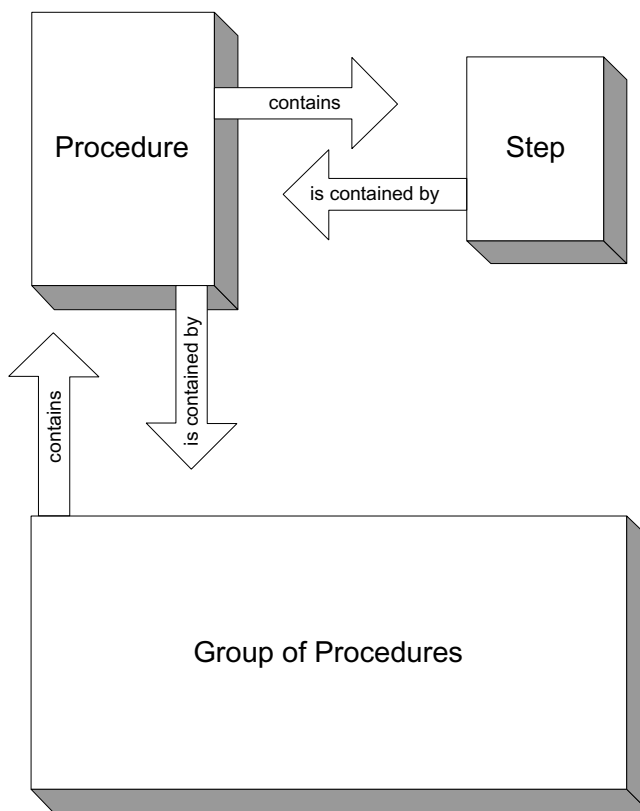 contains
Procedure
Step
is contained by
is contained by
contains
Group of Procedures